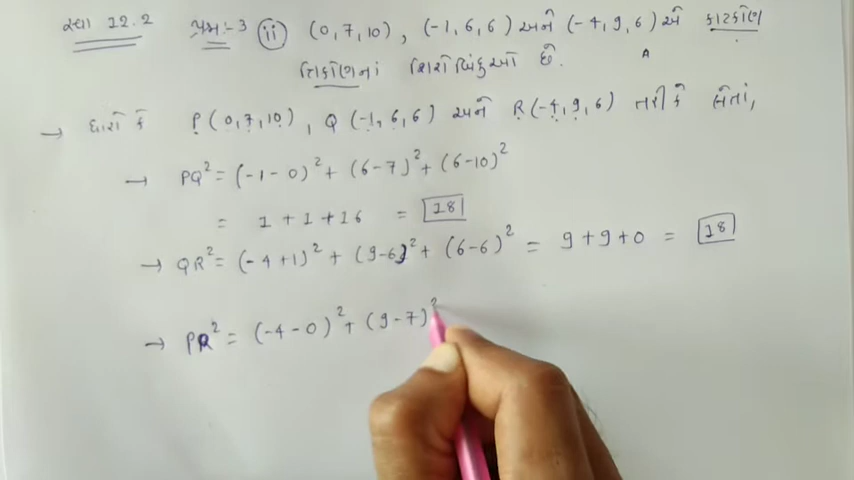 સ્વા 12.2 પ્રશ્ન:-3 (ii) (0,7,10), (-1,6,6) અને (-4,9,6) એ કાટકોણ
ત્રિકોણનાં શિરોબિંદુઓ છે. A
→ ધારો કે P(0,7,10), Q(-1,6,6) અને R(-4,9,6) તરીકે લેતાં,
→ PQ² = (-1-0)² + (6-7)² + (6-10)²
= 1 + 1 + 16 = 18
→ QR² = (-4+1)² + (9-6)² + (6-6)² = 9+9+0 = 18
→ PR² = (-4-0)² + (9-7)²